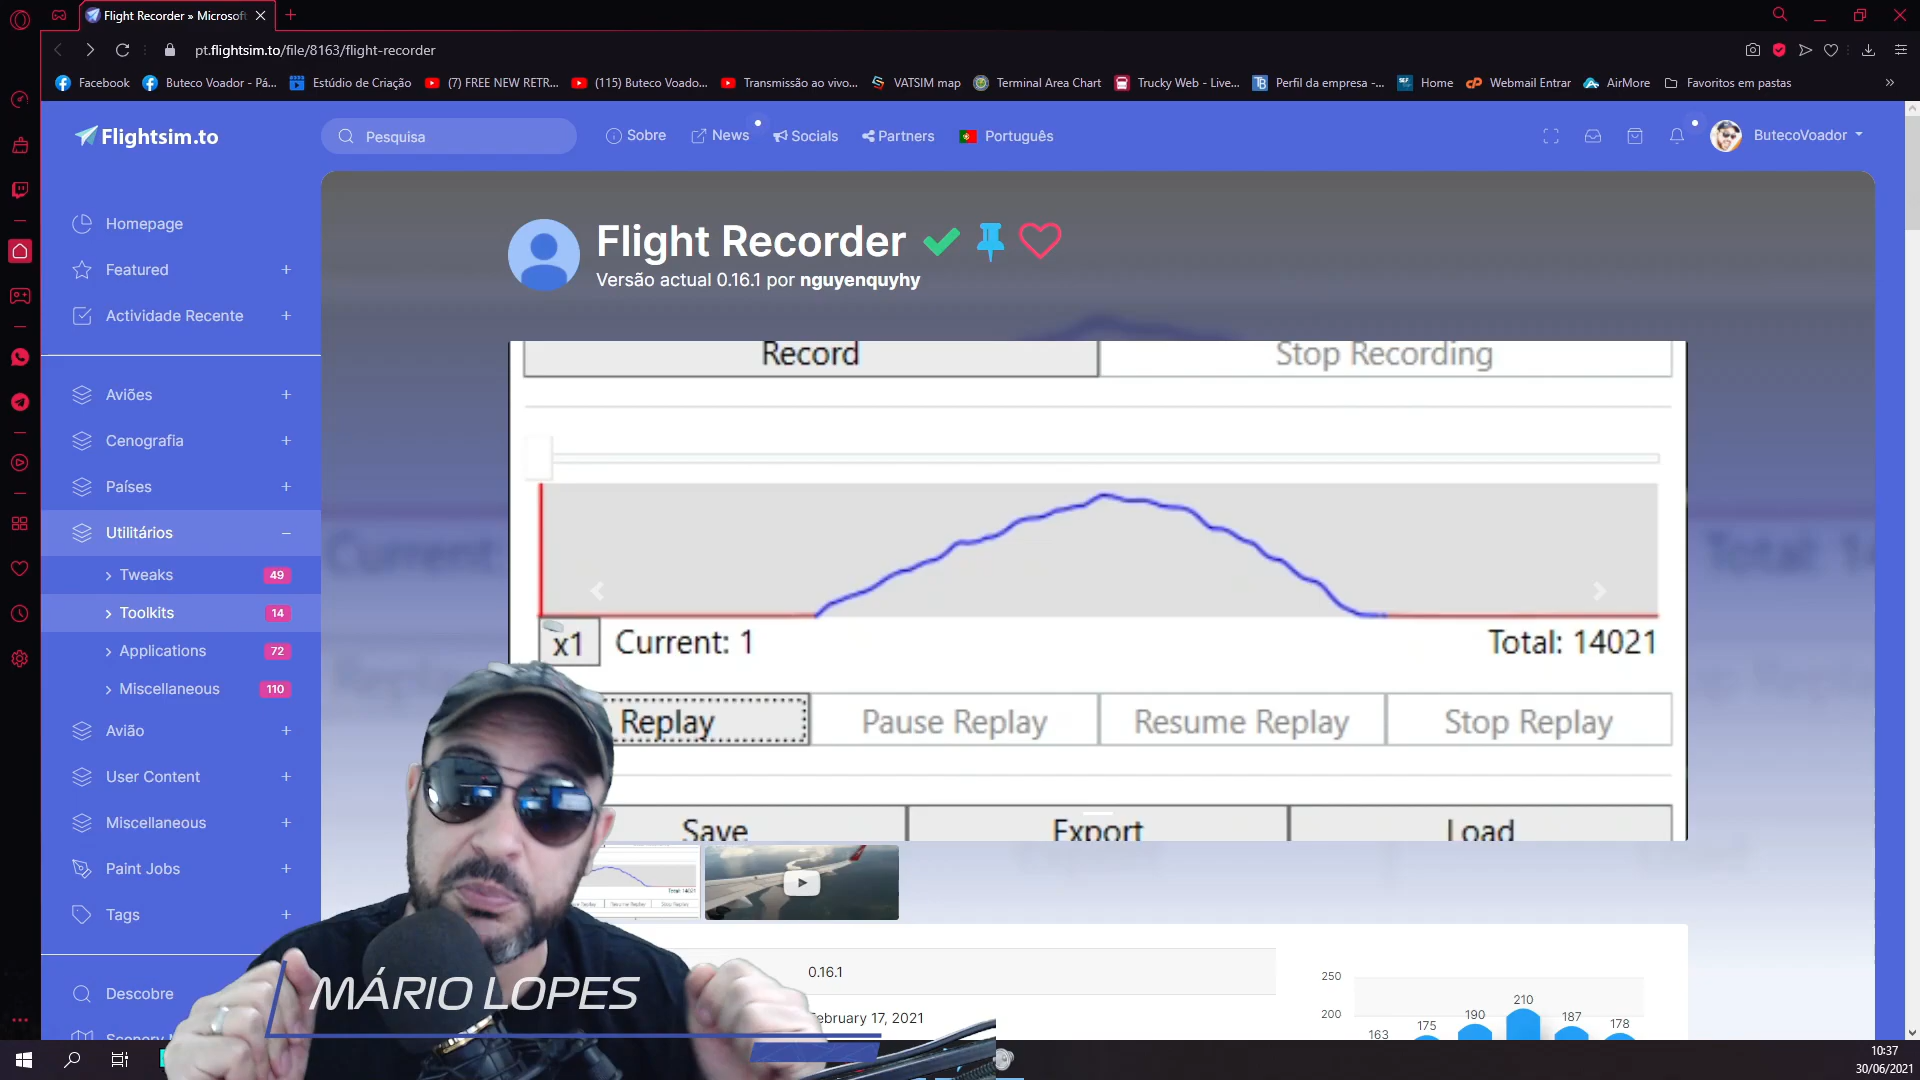 Flight Recorder » Microsoft
pt.flightsim.to/file/8163/flight-recorder
Facebook
Buteco Voador - Pá...
Estúdio de Criação
(7) FREE NEW RETR...
(115) Buteco Voado...
Transmissão ao vivo...
VATSIM map
Terminal Area Chart
Trucky Web - Live...
Perfil da empresa -...
Home
Webmail Entrar
AirMore
Favoritos em pastas
Flightsim.to
Pesquisa
Sobre
News
Socials
Partners
Português
ButecoVoador
Homepage
Featured
Actividade Recente
Aviões
Cenografia
Países
Utilitários
Tweaks 49
Toolkits 14
Applications 72
Miscellaneous 110
Avião
User Content
Miscellaneous
Paint Jobs
Tags
Descobre
Flight Recorder
Versão actual 0.16.1 por nguyenquyhy
Record
Stop Recording
x1
Current: 1
Total: 14021
Replay
Pause Replay
Resume Replay
Stop Replay
Save
Export
Load
0.16.1
February 17, 2021
250
200
163
175
190
210
187
178
MÁRIO LOPES
10:37
30/06/2021